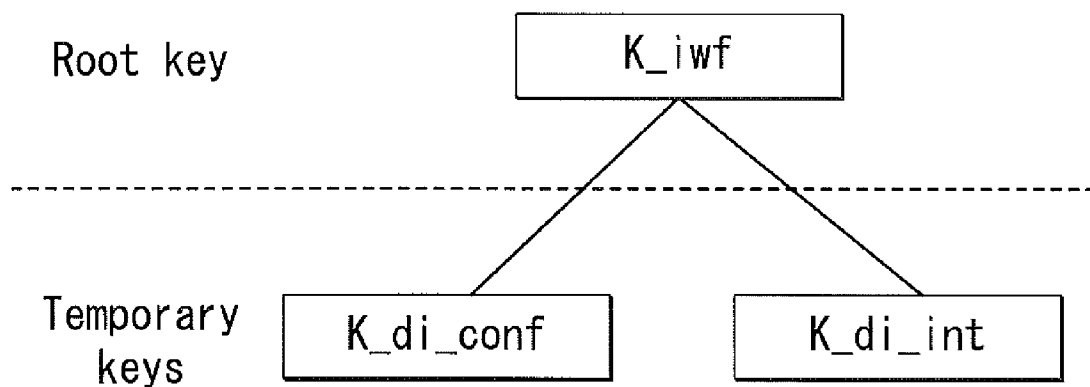 Root key
K_iwf
Temporary
keys
K_di_conf
K_di_int